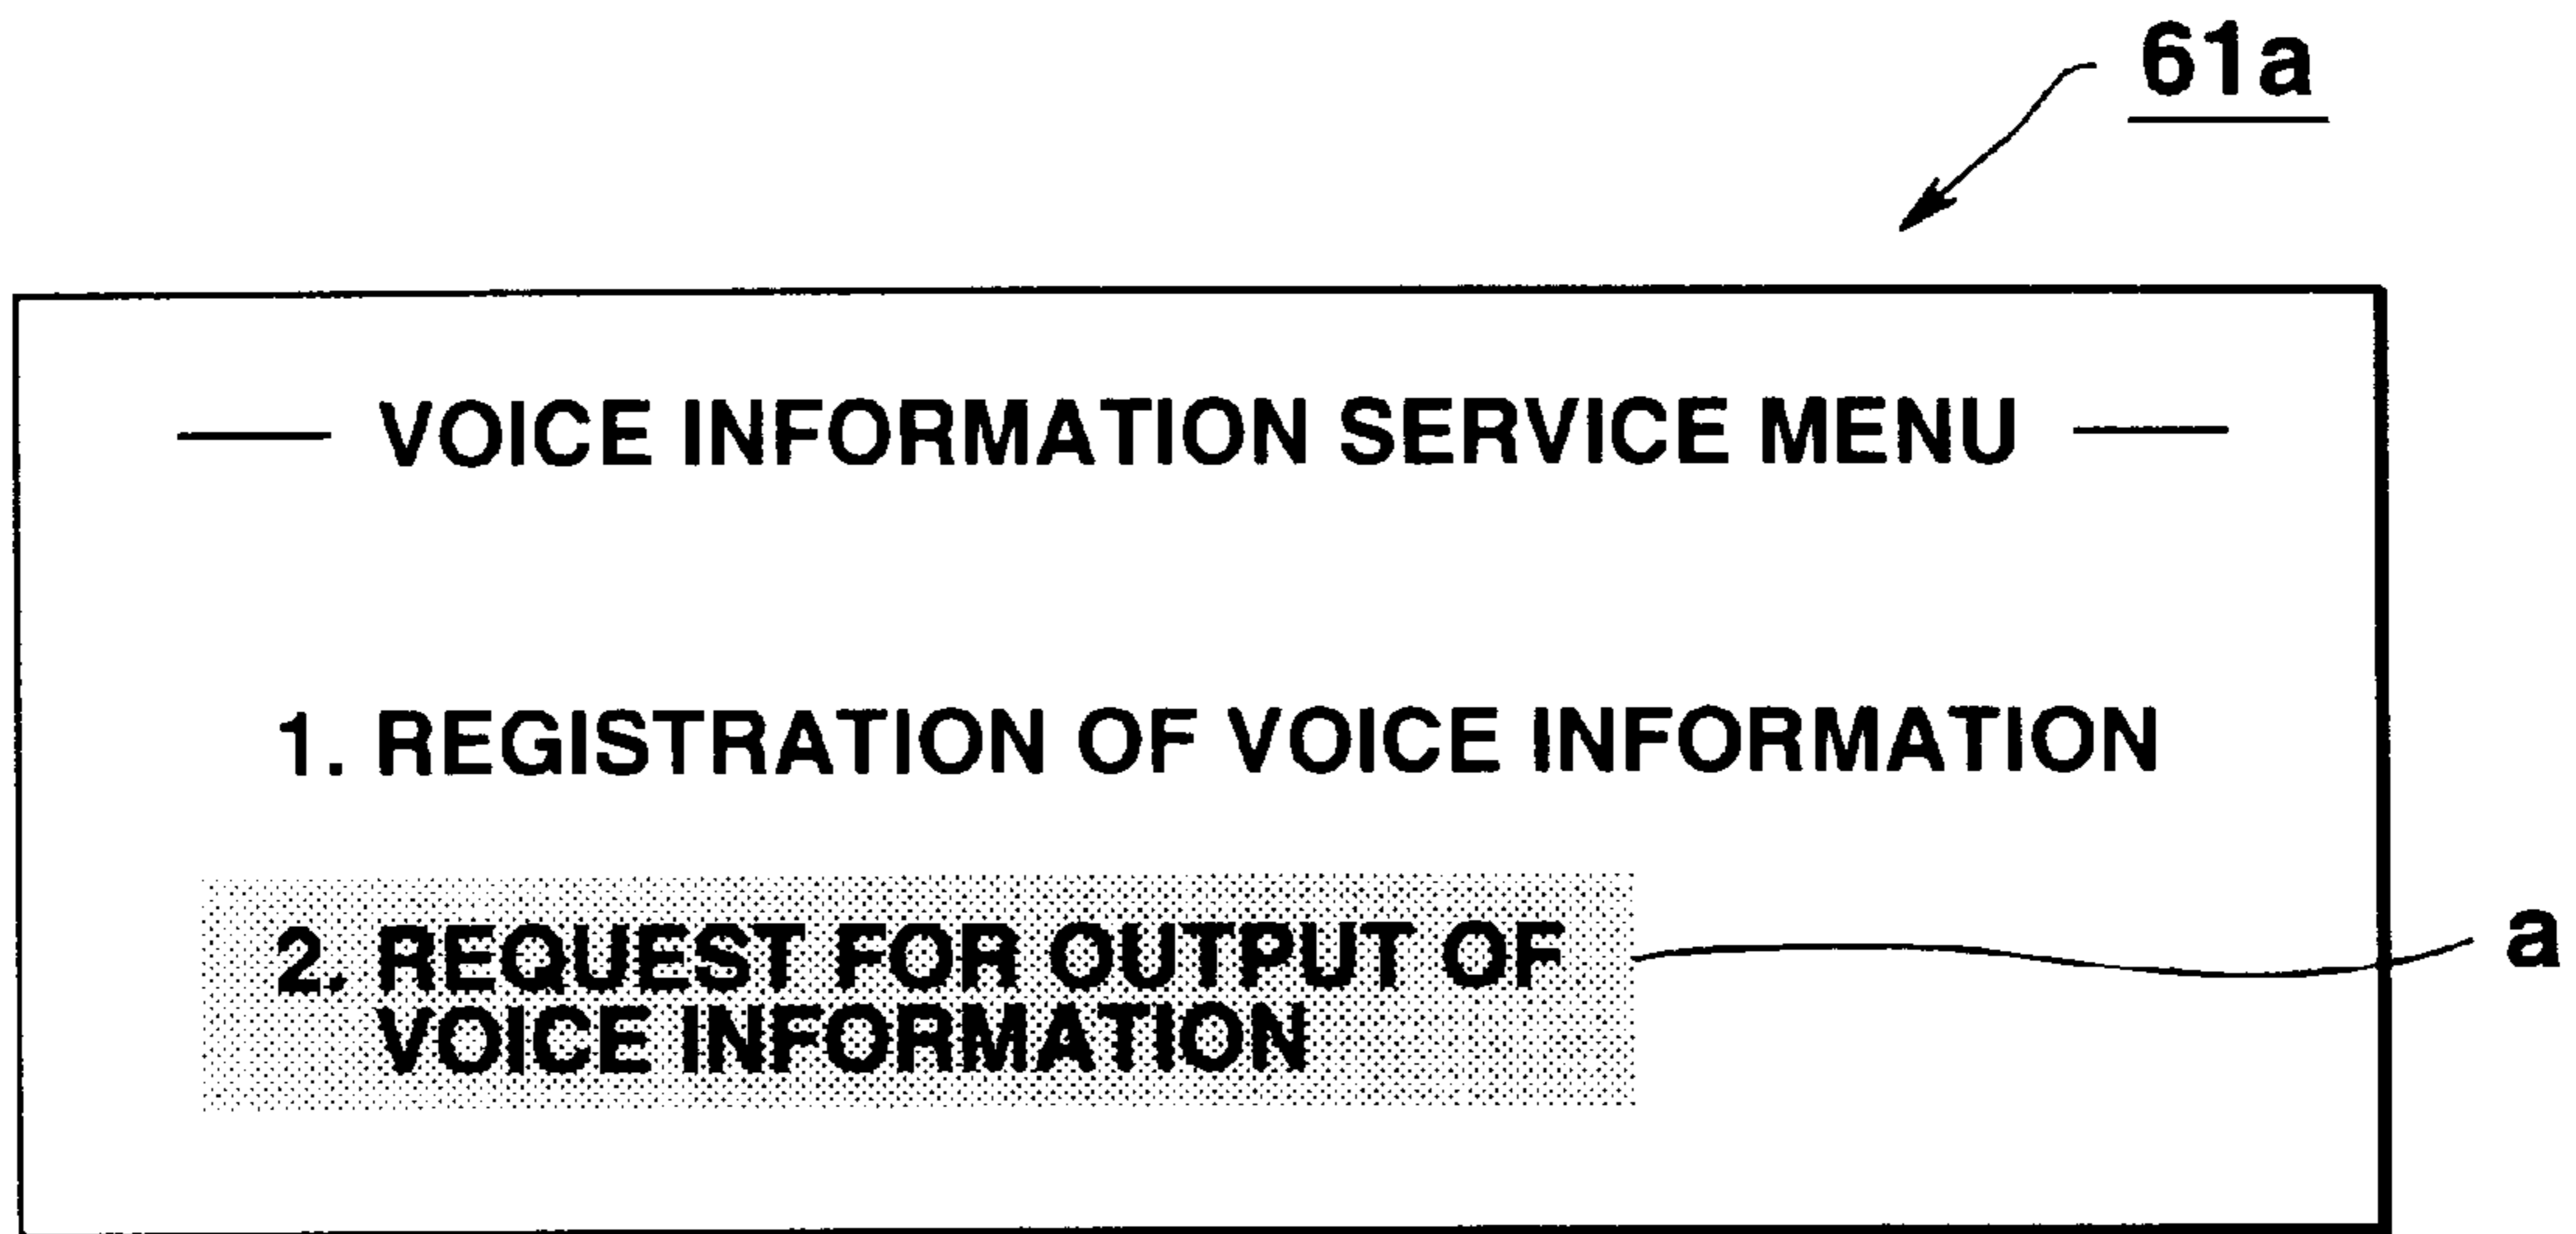 61a
— VOICE INFORMATION SERVICE MENU —
1. REGISTRATION OF VOICE INFORMATION
2. REQUEST FOR OUTPUT OF
VOICE INFORMATION
a